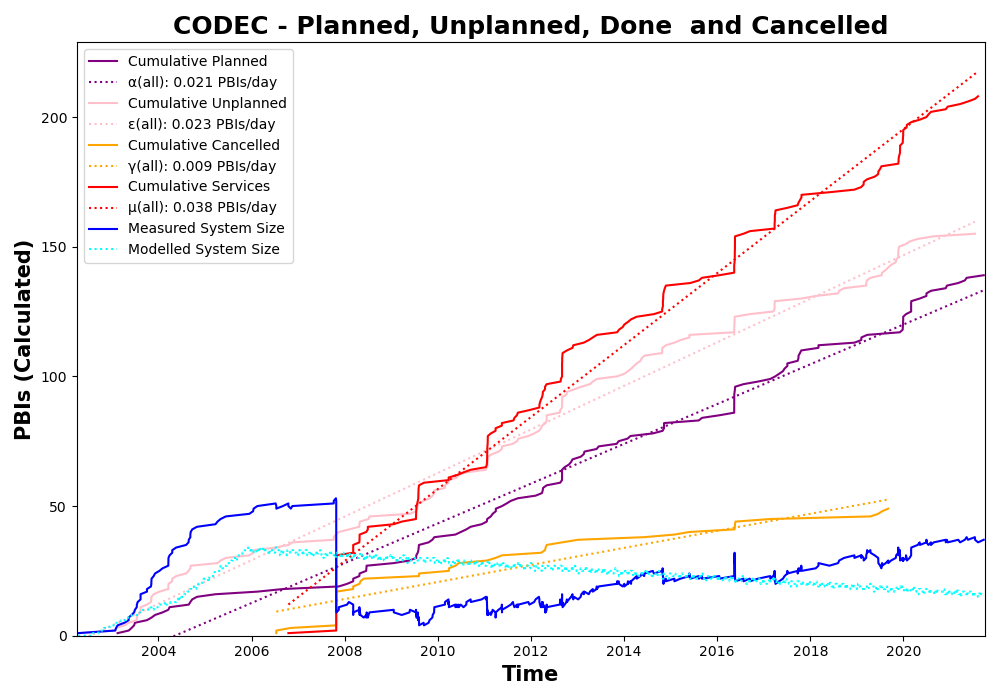 CODEC - Planned, Unplanned, Done  and Cancelled
Cumulative Planned
α(all): 0.021 PBIs/day
Cumulative Unplanned
ε(all): 0.023 PBIs/day
Cumulative Cancelled
γ(all): 0.009 PBIs/day
Cumulative Services
μ(all): 0.038 PBIs/day
Measured System Size
Modelled System Size
PBIs (Calculated)
200
150
100
50
0
2004 2006 2008 2010 2012 2014 2016 2018 2020
Time